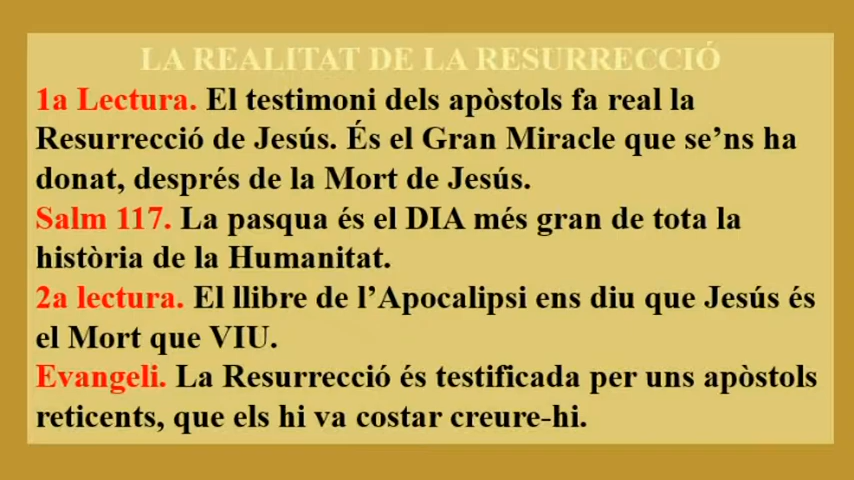 LA REALITAT DE LA RESURRECCIÓ
1a Lectura. El testimoni dels apòstols fa real la
Resurrecció de Jesús. És el Gran Miracle que se’ns ha
donat, després de la Mort de Jesús.
Salm 117. La pasqua és el DIA més gran de tota la
història de la Humanitat.
2a lectura. El llibre de l’Apocalipsi ens diu que Jesús és
el Mort que VIU.
Evangeli. La Resurrecció és testificada per uns apòstols
reticents, que els hi va costar creure-hi.